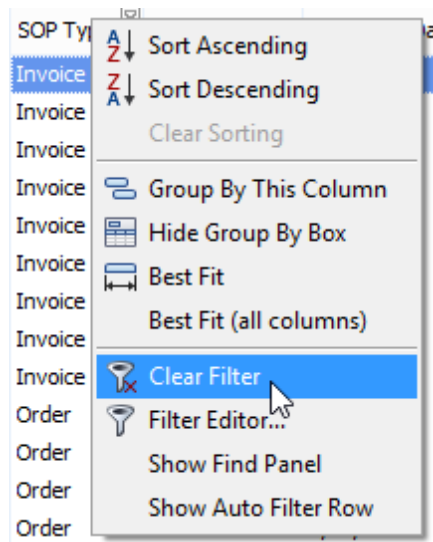 SOP Typ
Invoice
Invoice
Invoice
Invoice
Invoice
Invoice
Invoice
Invoice
Invoice
Order
Order
Order
Order
Sort Ascending
Sort Descending
Clear Sorting
Group By This Column
Hide Group By Box
Best Fit
Best Fit (all columns)
Clear Filter
Filter Editor...
Show Find Panel
Show Auto Filter Row